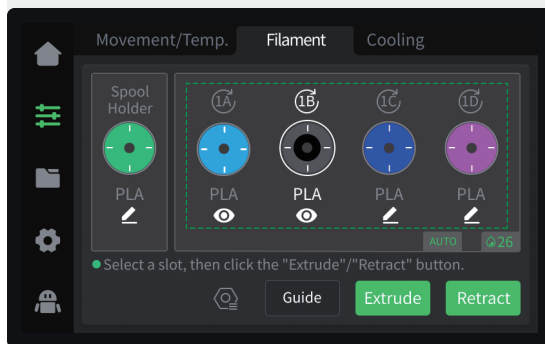 Movement/Temp. Filament Cooling
Spool
Holder
1A 1B 1C 1D
PLA PLA PLA PLA PLA
AUTO 26
Select a slot, then click the "Extrude"/"Retract" button.
Guide Extrude Retract